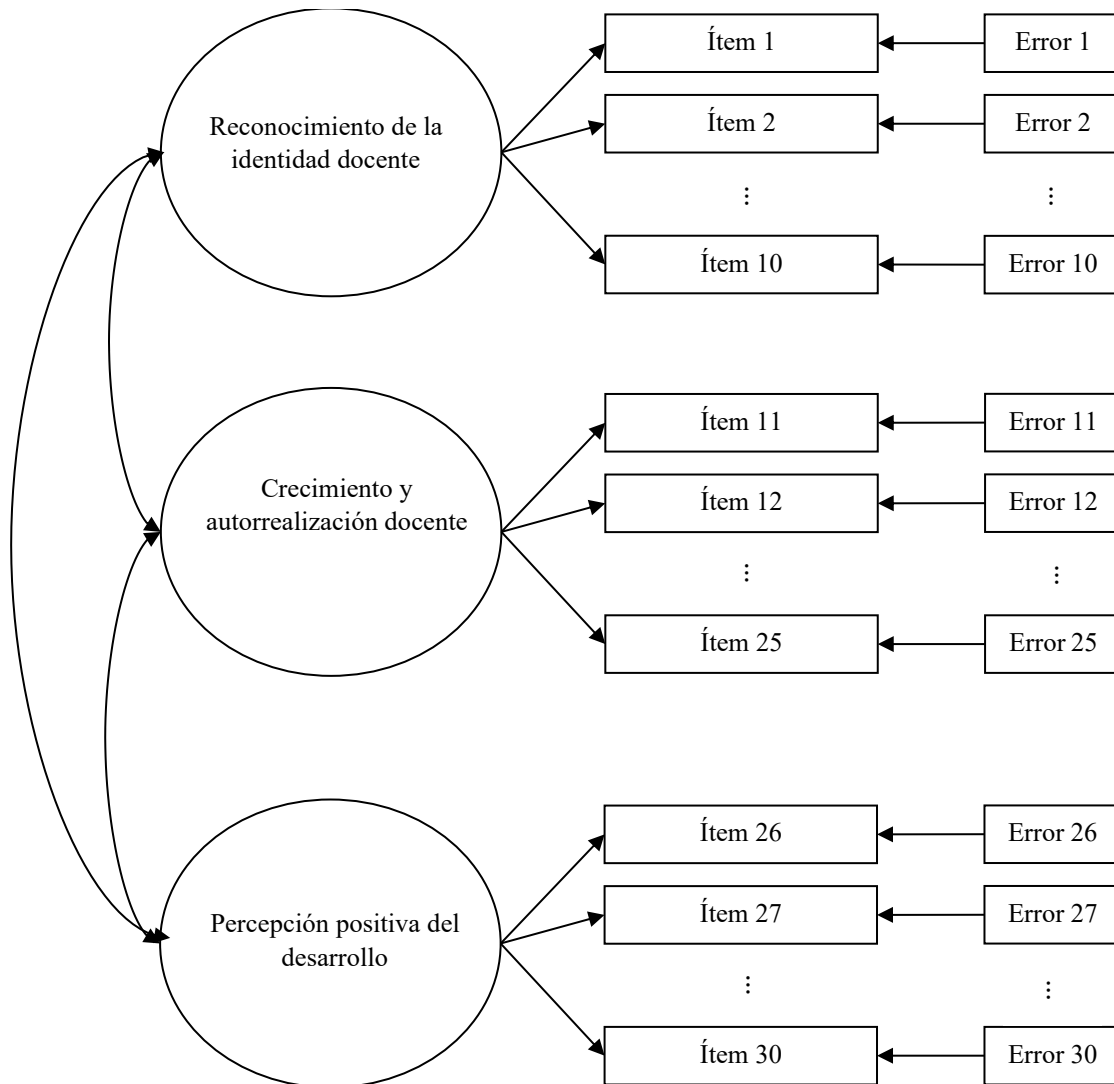 Reconocimiento de la
identidad docente
Ítem 1
Error 1
Ítem 2
Error 2
⋮
⋮
Ítem 10
Error 10
Crecimiento y
autorrealización docente
Ítem 11
Error 11
Ítem 12
Error 12
⋮
⋮
Ítem 25
Error 25
Percepción positiva del
desarrollo
Ítem 26
Error 26
Ítem 27
Error 27
⋮
⋮
Ítem 30
Error 30